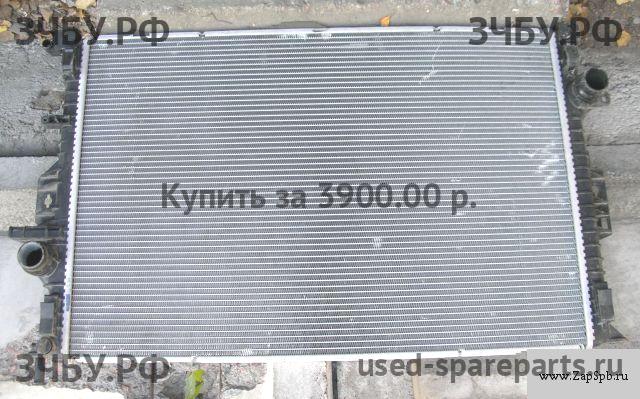 ЗЧБУ.РФ ЗЧБУ.РФ
Купить за 3900.00 р.
ЗЧБУ.РФ
used-spareparts.ru
www.ZapSpb.ru